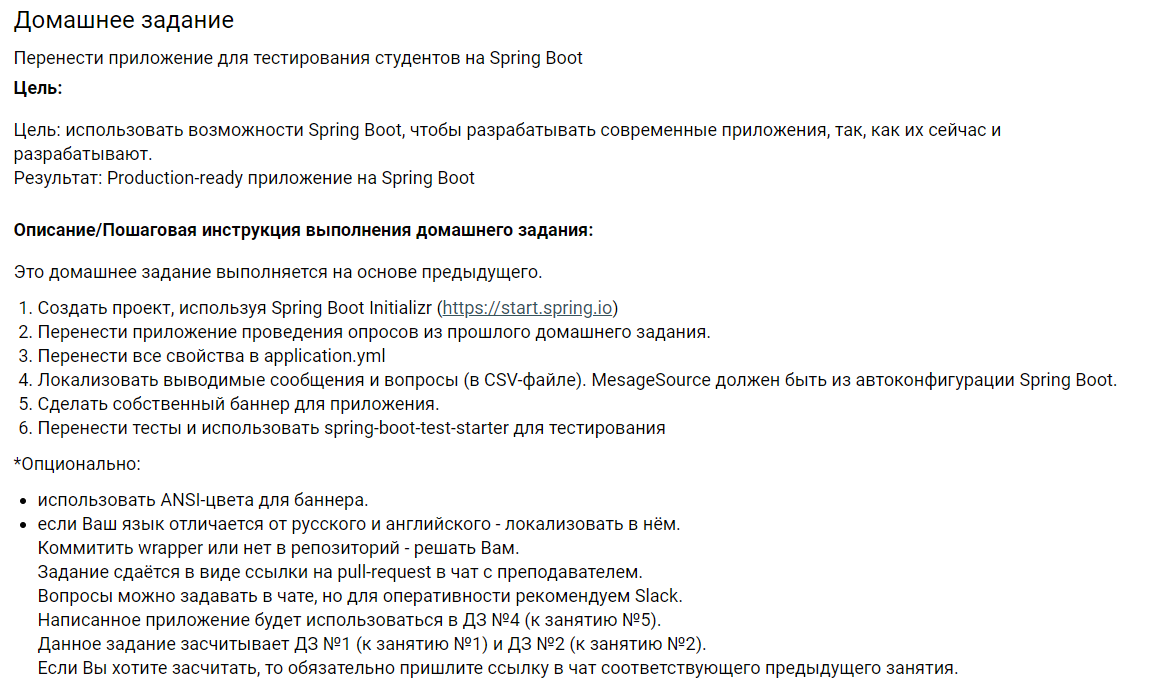 Домашнее задание
Перенести приложение для тестирования студентов на Spring Boot
Цель:
Цель: использовать возможности Spring Boot, чтобы разрабатывать современные приложения, так, как их сейчас и
разрабатывают.
Результат: Production-ready приложение на Spring Boot
Описание/Пошаговая инструкция выполнения домашнего задания:
Это домашнее задание выполняется на основе предыдущего.
1. Создать проект, используя Spring Boot Initializr (https://start.spring.io)
2. Перенести приложение проведения опросов из прошлого домашнего задания.
3. Перенести все свойства в application.yml
4. Локализовать выводимые сообщения и вопросы (в CSV-файле). MesageSource должен быть из автоконфигурации Spring Boot.
5. Сделать собственный баннер для приложения.
6. Перенести тесты и использовать spring-boot-test-starter для тестирования
*Опционально:
• использовать ANSI-цвета для баннера.
• если Ваш язык отличается от русского и английского - локализовать в нём.
Коммитить wrapper или нет в репозиторий - решать Вам.
Задание сдаётся в виде ссылки на pull-request в чат с преподавателем.
Вопросы можно задавать в чате, но для оперативности рекомендуем Slack.
Написанное приложение будет использоваться в ДЗ №4 (к занятию №5).
Данное задание засчитывает ДЗ №1 (к занятию №1) и ДЗ №2 (к занятию №2).
Если Вы хотите засчитать, то обязательно пришлите ссылку в чат соответствующего предыдущего занятия.